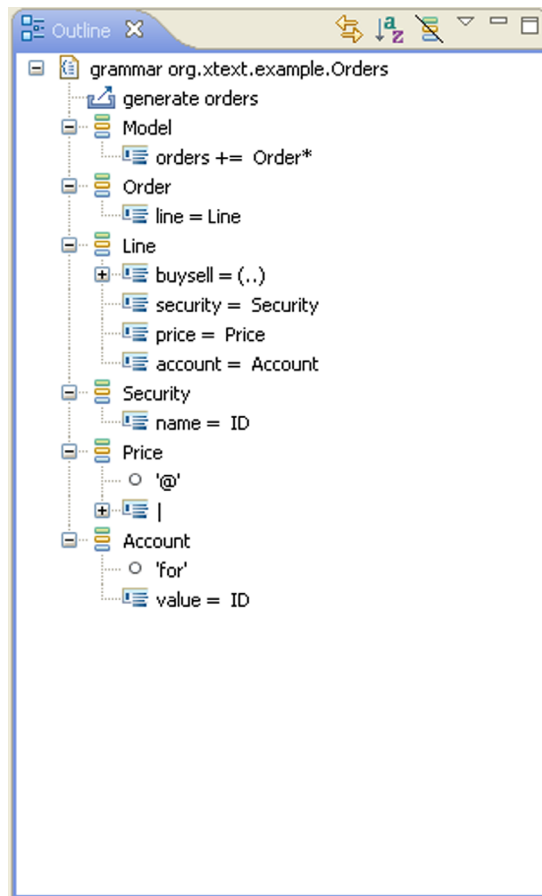 Outline
grammar org.xtext.example.Orders
generate orders
Model
orders += Order*
Order
line = Line
Line
buysell = (..)
security = Security
price = Price
account = Account
Security
name = ID
Price
'@'
|
Account
'for'
value = ID